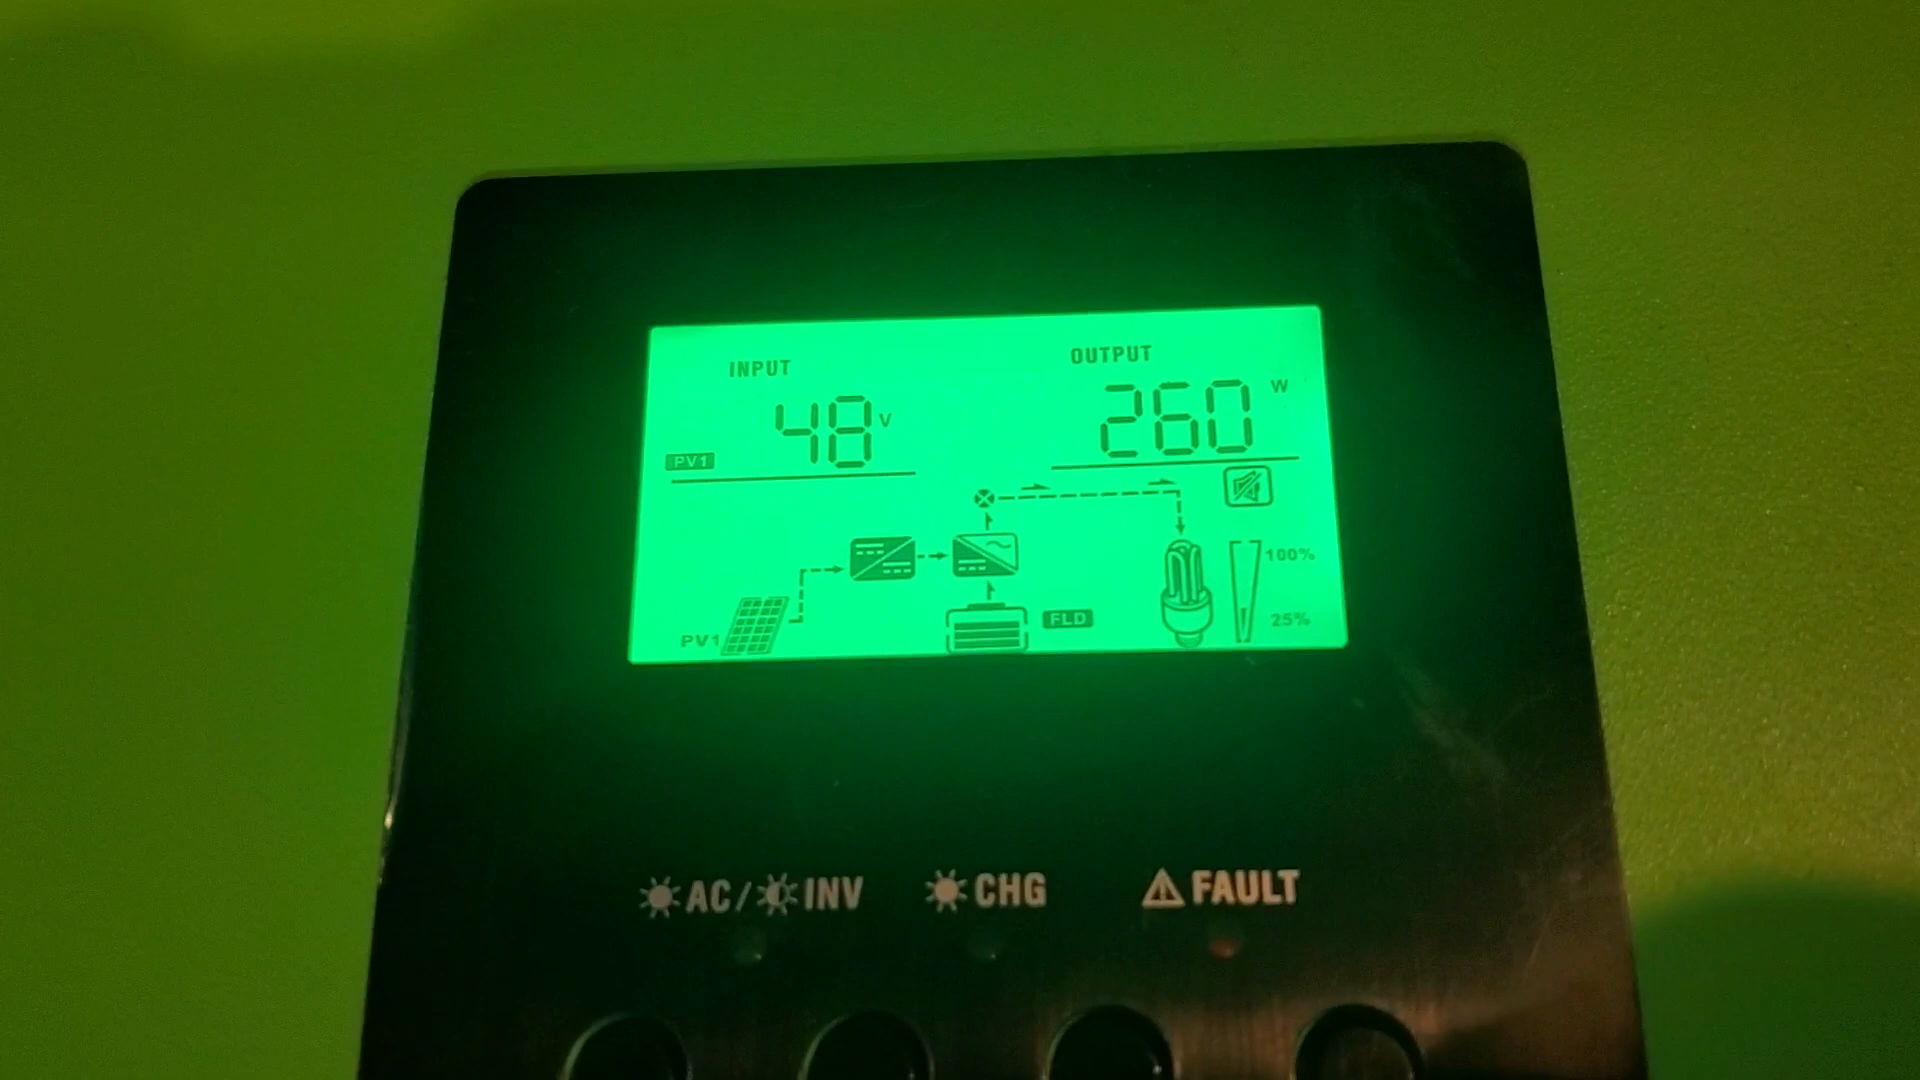 INPUT
OUTPUT
48 V
260 W
PV1
100%
25%
FLD
PV1
AC/ INV
CHG
FAULT